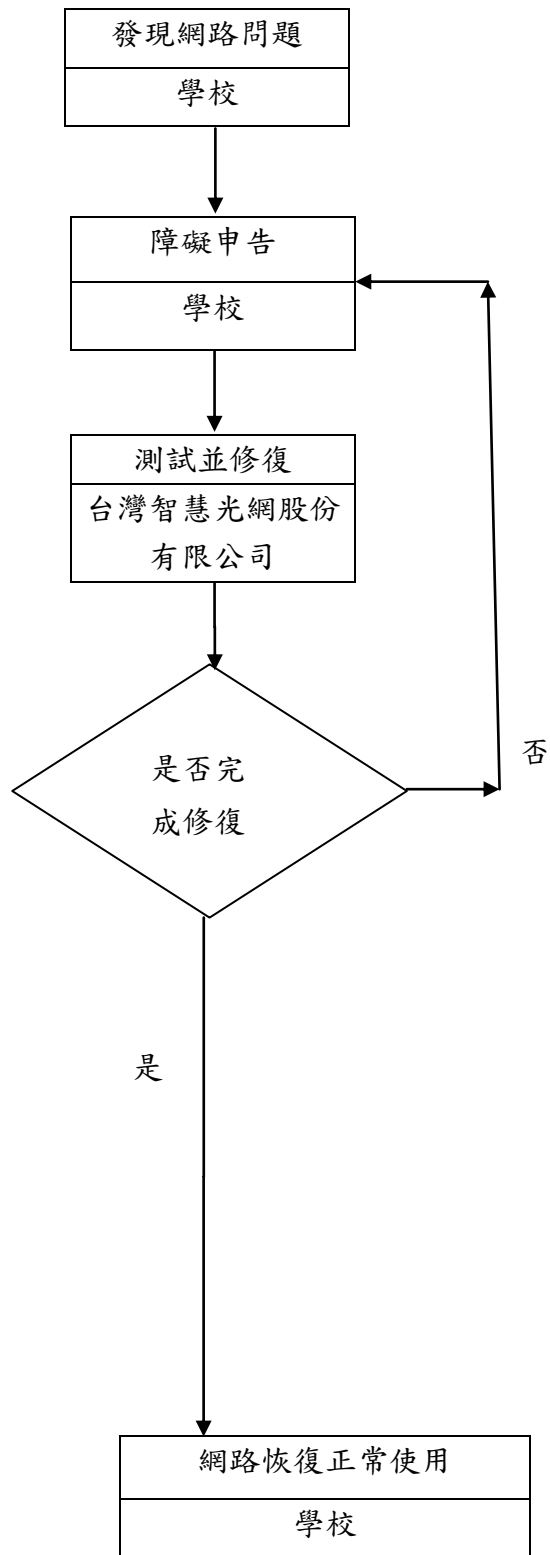 發現網路問題
學校
障礙申告
學校
測試並修復
台灣智慧光網股份
有限公司
是否完
成修復
否
是
網路恢復正常使用
學校